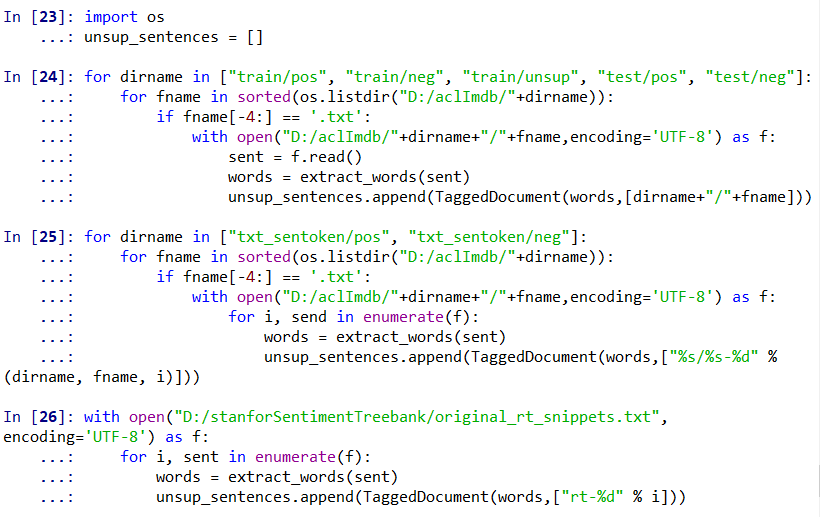 In [23]: import os
    ...: unsup_sentences = []
In [24]: for dirname in ["train/pos", "train/neg", "train/unsup", "test/pos", "test/neg"]:
    ...:     for fname in sorted(os.listdir("D:/aclImdb/"+dirname)):
    ...:         if fname[-4:] == '.txt':
    ...:             with open("D:/aclImdb/"+dirname+"/"+fname,encoding='UTF-8') as f:
    ...:                 sent = f.read()
    ...:                 words = extract_words(sent)
    ...:                 unsup_sentences.append(TaggedDocument(words,[dirname+"/"+fname]))
In [25]: for dirname in ["txt_sentoken/pos", "txt_sentoken/neg"]:
    ...:     for fname in sorted(os.listdir("D:/aclImdb/"+dirname)):
    ...:         if fname[-4:] == '.txt':
    ...:             with open("D:/aclImdb/"+dirname+"/"+fname,encoding='UTF-8') as f:
    ...:                 for i, send in enumerate(f):
    ...:                     words = extract_words(sent)
    ...:                     unsup_sentences.append(TaggedDocument(words,["%s/%s-%d" %
(dirname, fname, i)]))
In [26]: with open("D:/stanforSentimentTreebank/original_rt_snippets.txt",
encoding='UTF-8') as f:
    ...:     for i, sent in enumerate(f):
    ...:         words = extract_words(sent)
    ...:         unsup_sentences.append(TaggedDocument(words,["rt-%d" % i]))